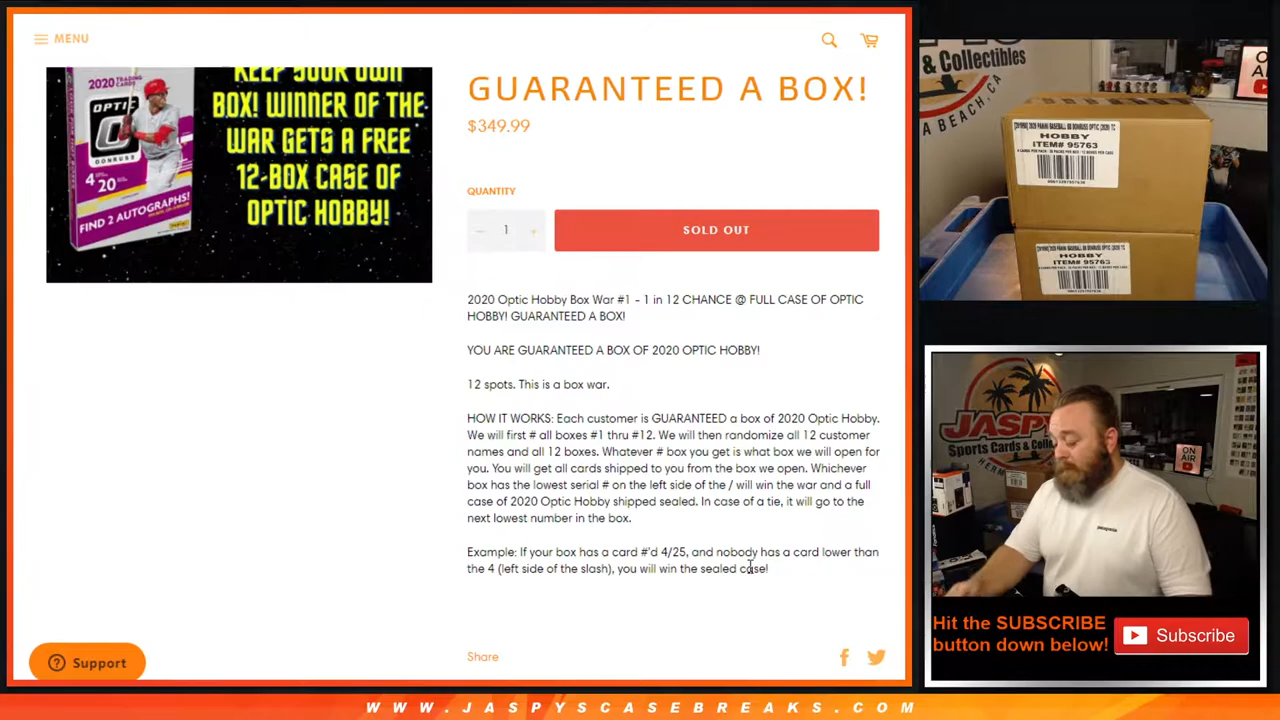 MENU
2020 TRADING CARDS
OPTIC
DONRUSS
4 20
FIND 2 AUTOGRAPHS!
KEEP YOUR OWN
BOX! WINNER OF THE
WAR GETS A FREE
12-BOX CASE OF
OPTIC HOBBY!
GUARANTEED A BOX!
$349.99
QUANTITY
1
SOLD OUT
2020 Optic Hobby Box War #1 - 1 in 12 CHANCE @ FULL CASE OF OPTIC
HOBBY! GUARANTEED A BOX!
YOU ARE GUARANTEED A BOX OF 2020 OPTIC HOBBY!
12 spots. This is a box war.
HOW IT WORKS: Each customer is GUARANTEED a box of 2020 Optic Hobby.
We will first # all boxes #1 thru #12. We will then randomize all 12 customer
names and all 12 boxes. Whatever # box you get is what box we will open for
you. You will get all cards shipped to you from the box we open. Whichever
box has the lowest serial # on the left side of the / will win the war and a full
case of 2020 Optic Hobby shipped sealed. In case of a tie, it will go to the
next lowest number in the box.
Example: If your box has a card #'d 4/25, and nobody has a card lower than
the 4 (left side of the slash), you will win the sealed case!
Share
Support
& Collectibles
A BEACH, CA
ON
HOBBY
ITEM# 95763
HOBBY
ITEM# 95763
JASPY
Sports Cards & Coll
HERM
ON AIR
Hit the SUBSCRIBE
button down below!
Subscribe
WWW.JASPYSCASEBREAKS.COM